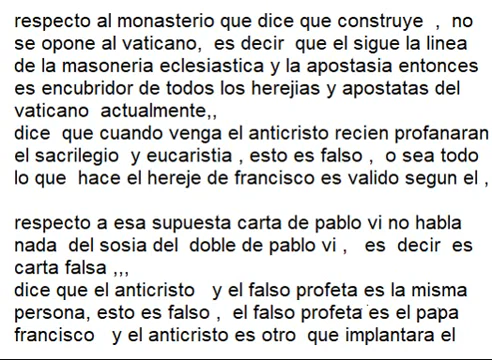 respecto al monasterio que dice que construye , no
se opone al vaticano, es decir que el sigue la linea
de la masoneria eclesiastica y la apostasia entonces
es encubridor de todos los herejias y apostatas del
vaticano actualmente,,
dice que cuando venga el anticristo recien profanaran
el sacrilegio y eucaristia , esto es falso , o sea todo
lo que hace el hereje de francisco es valido segun el ,
respecto a esa supuesta carta de pablo vi no habla
nada del sosia del doble de pablo vi , es decir es
carta falsa ,,,
dice que el anticristo y el falso profeta es la misma
persona, esto es falso , el falso profeta es el papa
francisco y el anticristo es otro que implantara el